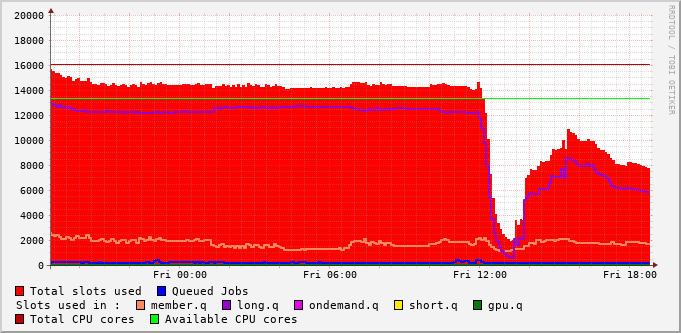 20000
18000
16000
14000
12000
10000
8000
6000
4000
2000
0
Fri 00:00 Fri 06:00 Fri 12:00 Fri 18:00
RRDTOOL / TOBI OETIKER
Total slots used Queued Jobs
Slots used in : member.q long.q ondemand.q short.q gpu.q
Total CPU cores Available CPU cores